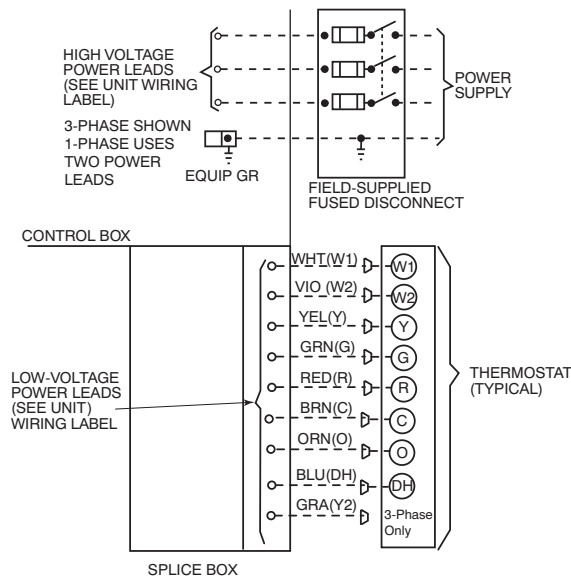 HIGH VOLTAGE
POWER LEADS
(SEE UNIT WIRING
LABEL)
POWER
SUPPLY
3-PHASE SHOWN
1-PHASE USES
TWO POWER
LEADS
EQUIP GR
FIELD-SUPPLIED
FUSED DISCONNECT
CONTROL BOX
WHT(W1)
W1
VIO (W2)
W2
YEL(Y)
Y
GRN(G)
G
RED(R)
R
BRN(C)
C
ORN(O)
O
BLU(DH)
DH
GRA(Y2)
3-Phase
Only
LOW-VOLTAGE
POWER LEADS
(SEE UNIT)
WIRING LABEL
THERMOSTAT
(TYPICAL)
SPLICE BOX